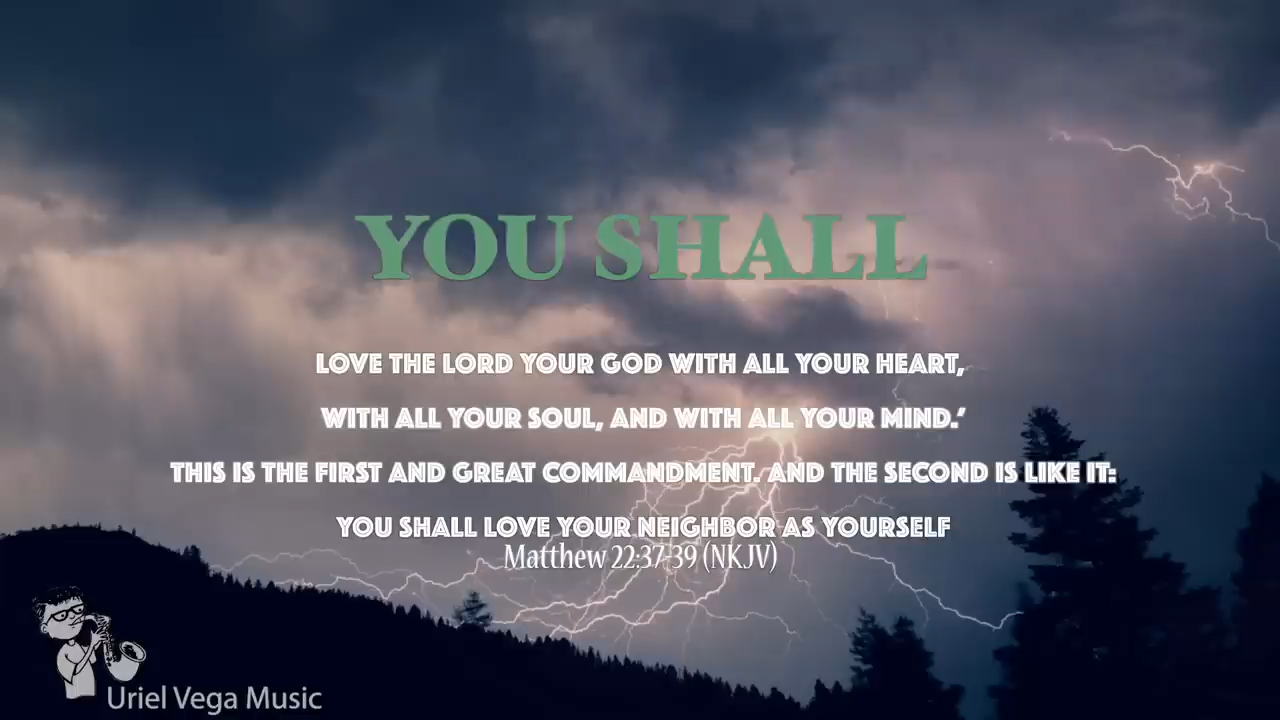 YOU SHALL
LOVE THE LORD YOUR GOD WITH ALL YOUR HEART,
WITH ALL YOUR SOUL, AND WITH ALL YOUR MIND.’
THIS IS THE FIRST AND GREAT COMMANDMENT. AND THE SECOND IS LIKE IT:
YOU SHALL LOVE YOUR NEIGHBOR AS YOURSELF
Matthew 22:37-39 (NKJV)
Uriel Vega Music